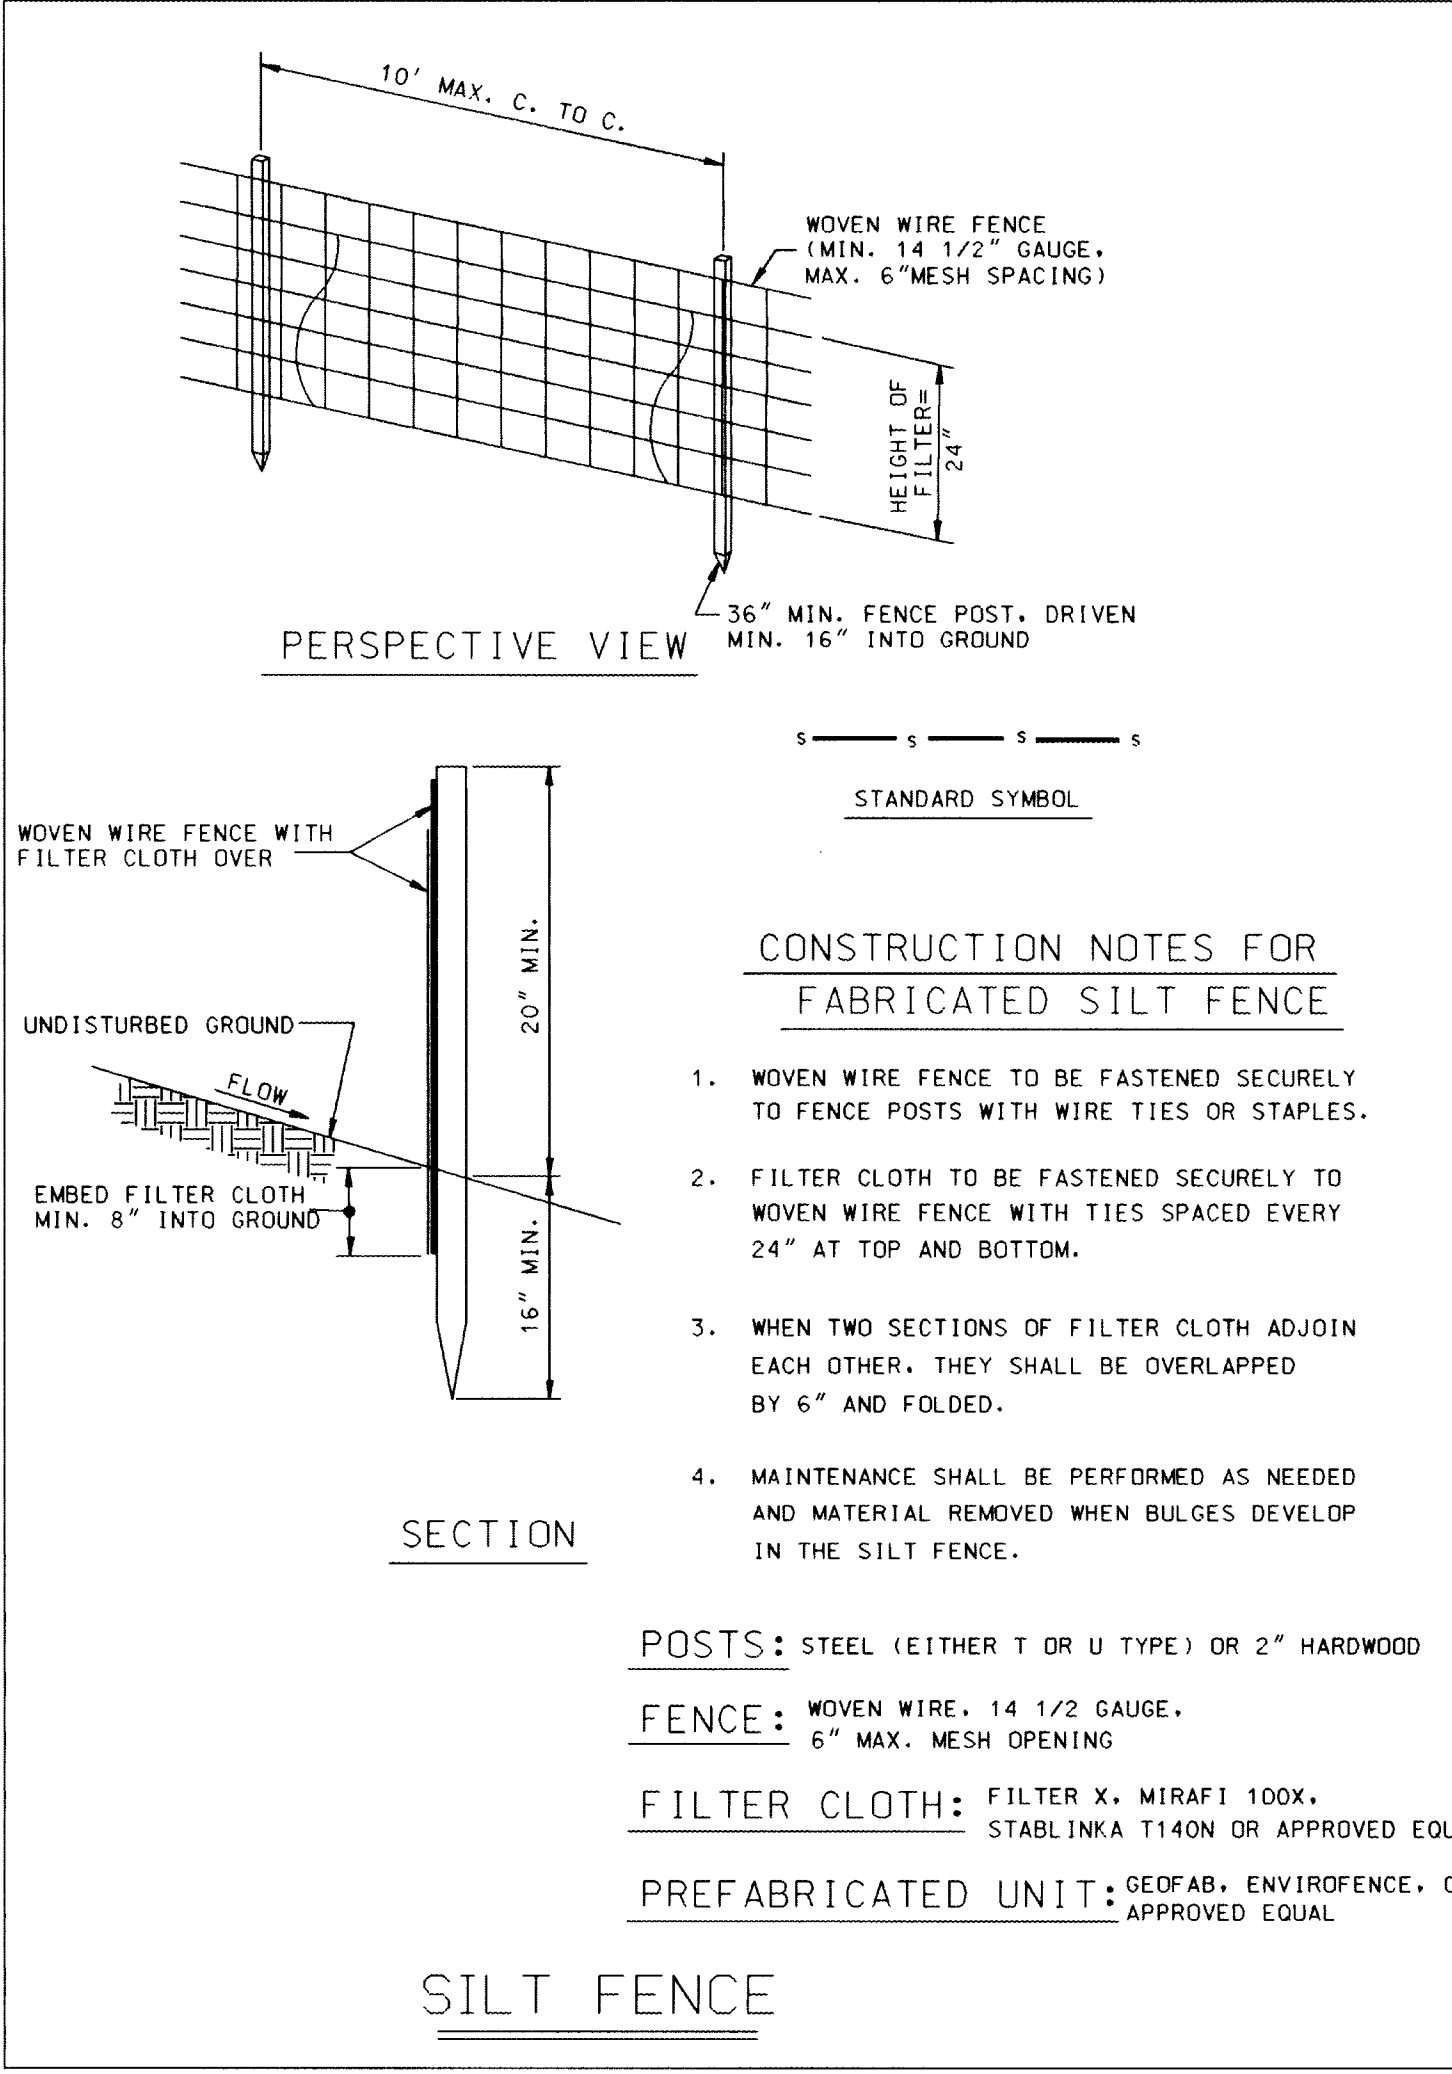 10' MAX. C. TO C.
WOVEN WIRE FENCE
(MIN. 14 1/2" GAUGE,
MAX. 6"MESH SPACING)
HEIGHT OF
FILTER=
24"
36" MIN. FENCE POST, DRIVEN
MIN. 16" INTO GROUND
PERSPECTIVE VIEW
S S S S
STANDARD SYMBOL
WOVEN WIRE FENCE WITH
FILTER CLOTH OVER
20" MIN.
UNDISTURBED GROUND
FLOW
EMBED FILTER CLOTH
MIN. 8" INTO GROUND
16" MIN.
SECTION
CONSTRUCTION NOTES FOR
FABRICATED SILT FENCE
1. WOVEN WIRE FENCE TO BE FASTENED SECURELY
TO FENCE POSTS WITH WIRE TIES OR STAPLES.
2. FILTER CLOTH TO BE FASTENED SECURELY TO
WOVEN WIRE FENCE WITH TIES SPACED EVERY
24" AT TOP AND BOTTOM.
3. WHEN TWO SECTIONS OF FILTER CLOTH ADJOIN
EACH OTHER, THEY SHALL BE OVERLAPPED
BY 6" AND FOLDED.
4. MAINTENANCE SHALL BE PERFORMED AS NEEDED
AND MATERIAL REMOVED WHEN BULGES DEVELOP
IN THE SILT FENCE.
POSTS: STEEL (EITHER T OR U TYPE) OR 2" HARDWOOD
FENCE: WOVEN WIRE, 14 1/2 GAUGE,
6" MAX. MESH OPENING
FILTER CLOTH: FILTER X, MIRAFI 100X,
STABLINKA T140N OR APPROVED
PREFABRICATED UNIT: GEOFAB, ENVIROFENCE,
APPROVED EQUAL
SILT FENCE